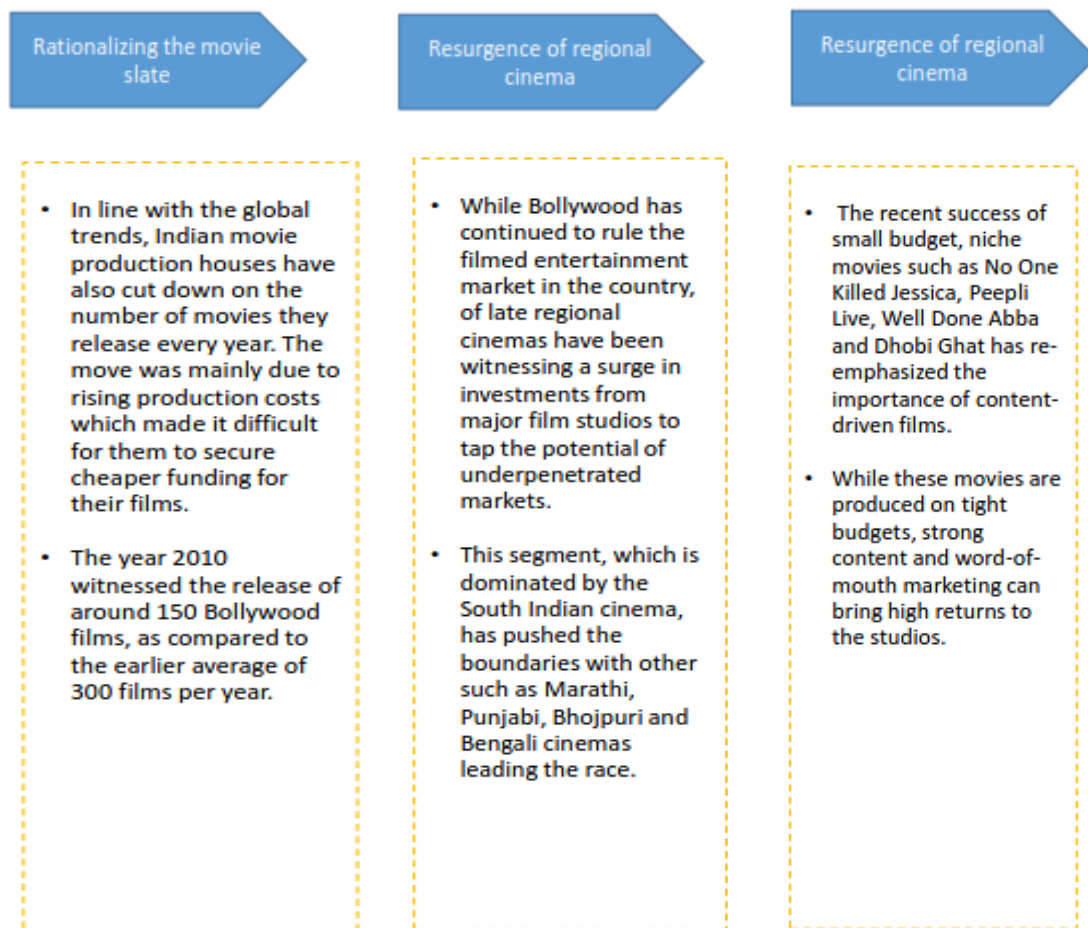 Rationalizing the movie
slate
Resurgence of regional
cinema
Resurgence of regional
cinema
• In line with the global
trends, Indian movie
production houses have
also cut down on the
number of movies they
release every year. The
move was mainly due to
rising production costs
which made it difficult
for them to secure
cheaper funding for
their films.
• The year 2010
witnessed the release of
around 150 Bollywood
films, as compared to
the earlier average of
300 films per year.
• While Bollywood has
continued to rule the
filmed entertainment
market in the country,
of late regional
cinemas have been
witnessing a surge in
investments from
major film studios to
tap the potential of
underpenetrated
markets.
• This segment, which is
dominated by the
South Indian cinema,
has pushed the
boundaries with other
such as Marathi,
Punjabi, Bhojpuri and
Bengali cinemas
leading the race.
• The recent success of
small budget, niche
movies such as No One
Killed Jessica, Peepli
Live, Well Done Abba
and Dhobi Ghat has re-
emphasized the
importance of content-
driven films.
• While these movies are
produced on tight
budgets, strong
content and word-of-
mouth marketing can
bring high returns to
the studios.